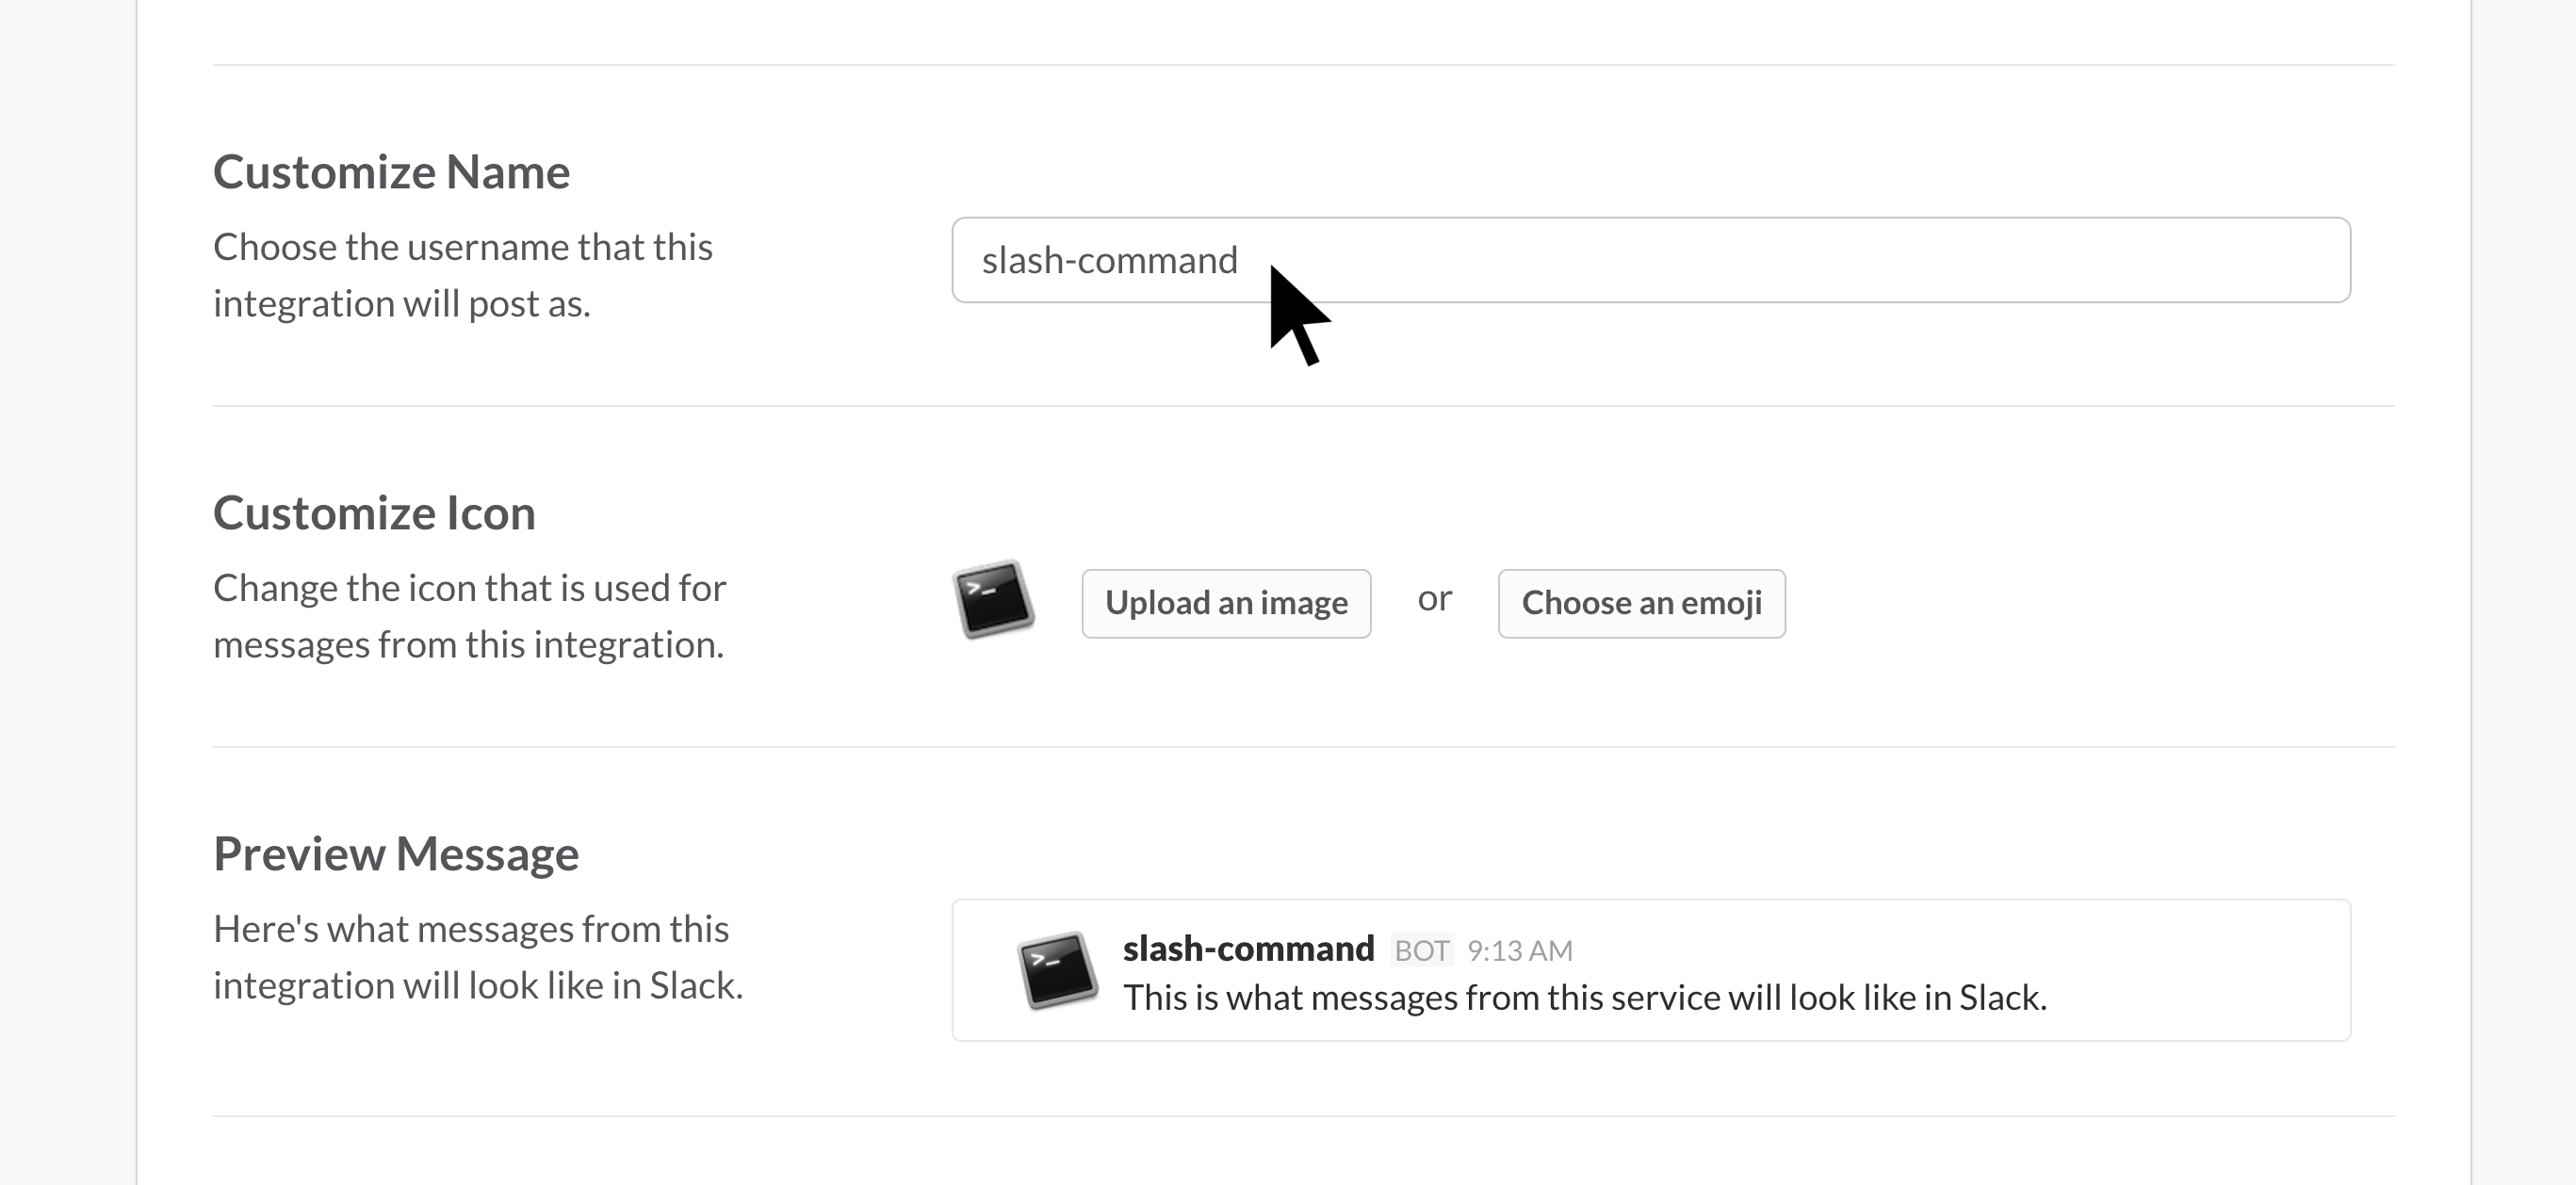 Customize Name
Choose the username that this
integration will post as.
slash-command
Customize Icon
Change the icon that is used for
messages from this integration.
>_
Upload an image or Choose an emoji
Preview Message
Here's what messages from this
integration will look like in Slack.
>_
slash-command BOT 9:13 AM
This is what messages from this service will look like in Slack.